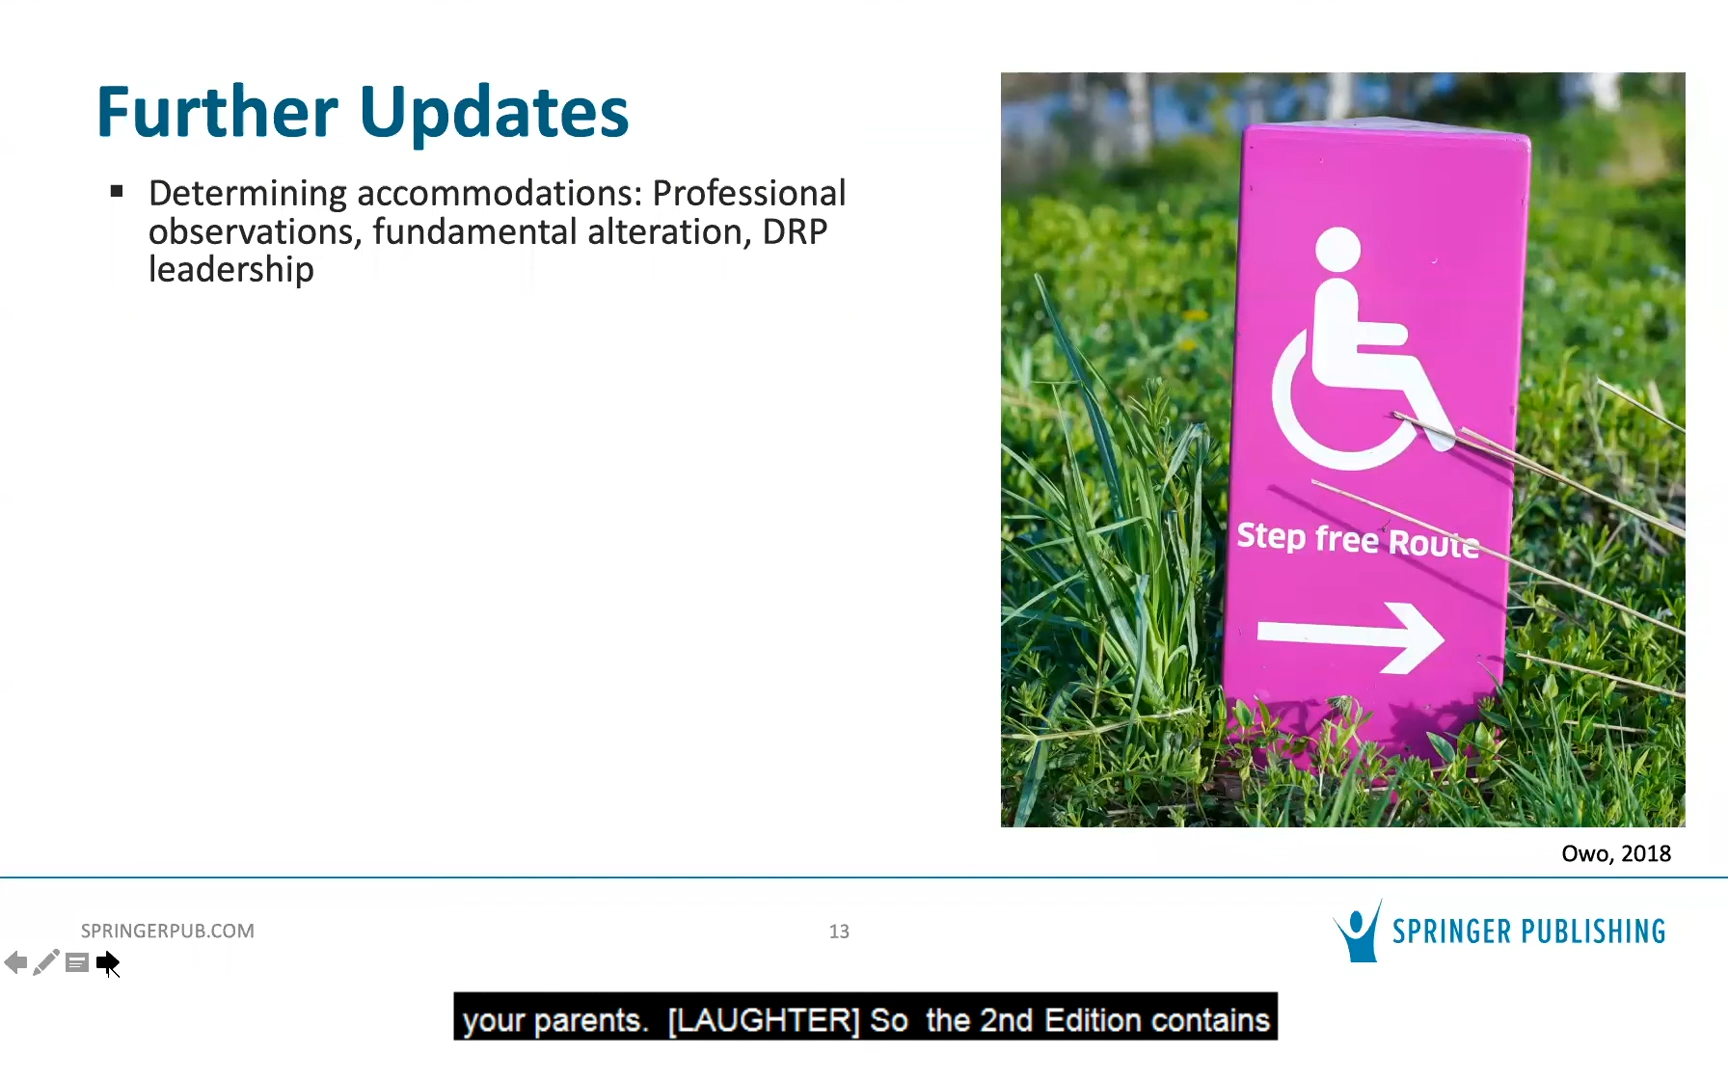 Further Updates
▪ Determining accommodations: Professional
observations, fundamental alteration, DRP
leadership
Step free Route
Owo, 2018
SPRINGERPUB.COM
13
SPRINGER PUBLISHING
your parents. [LAUGHTER] So the 2nd Edition contains